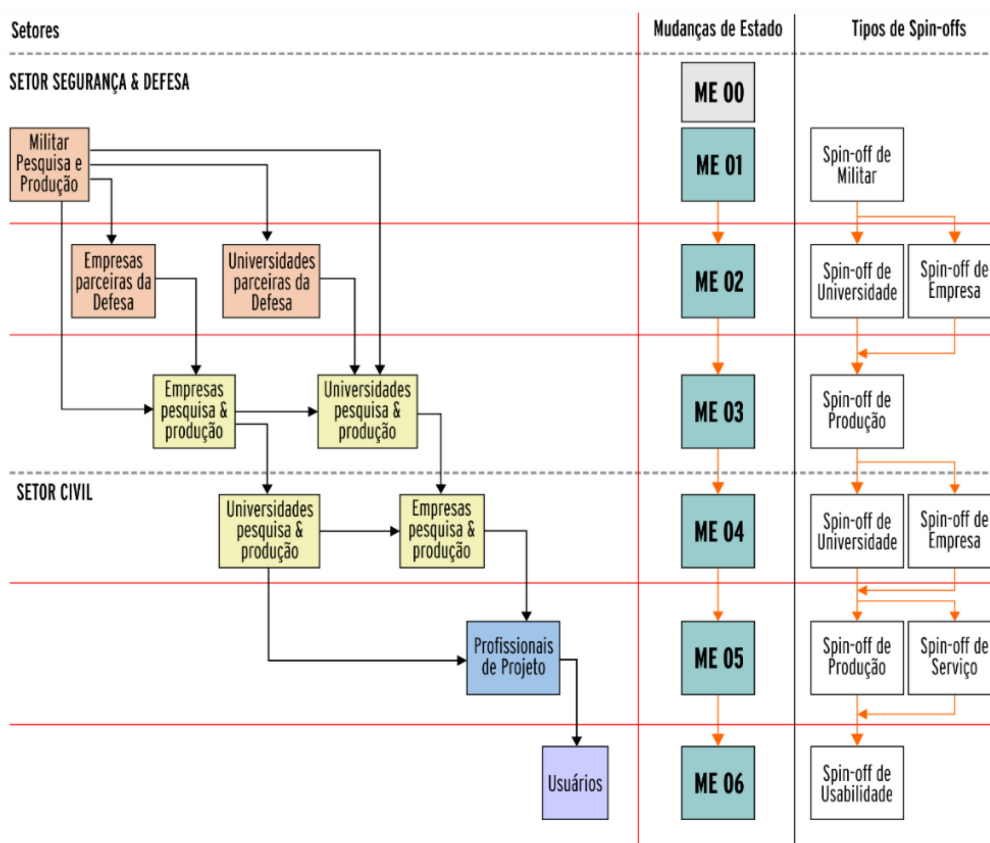 Setores
Mudanças de Estado
Tipos de Spin-offs
SETOR SEGURANÇA & DEFESA
ME 00
Militar
Pesquisa e
Produção
ME 01
Spin-off de
Militar
Empresas
parceiras da
Defesa
Universidades
parceiras da
Defesa
ME 02
Spin-off de
Universidade
Spin-off de
Empresa
Empresas
pesquisa &
produção
Universidades
pesquisa &
produção
ME 03
Spin-off de
Produção
SETOR CIVIL
Universidades
pesquisa &
produção
Empresas
pesquisa &
produção
ME 04
Spin-off de
Universidade
Spin-off de
Empresa
Profissionais
de Projeto
ME 05
Spin-off de
Produção
Spin-off de
Serviço
Usuários
ME 06
Spin-off de
Usabilidade